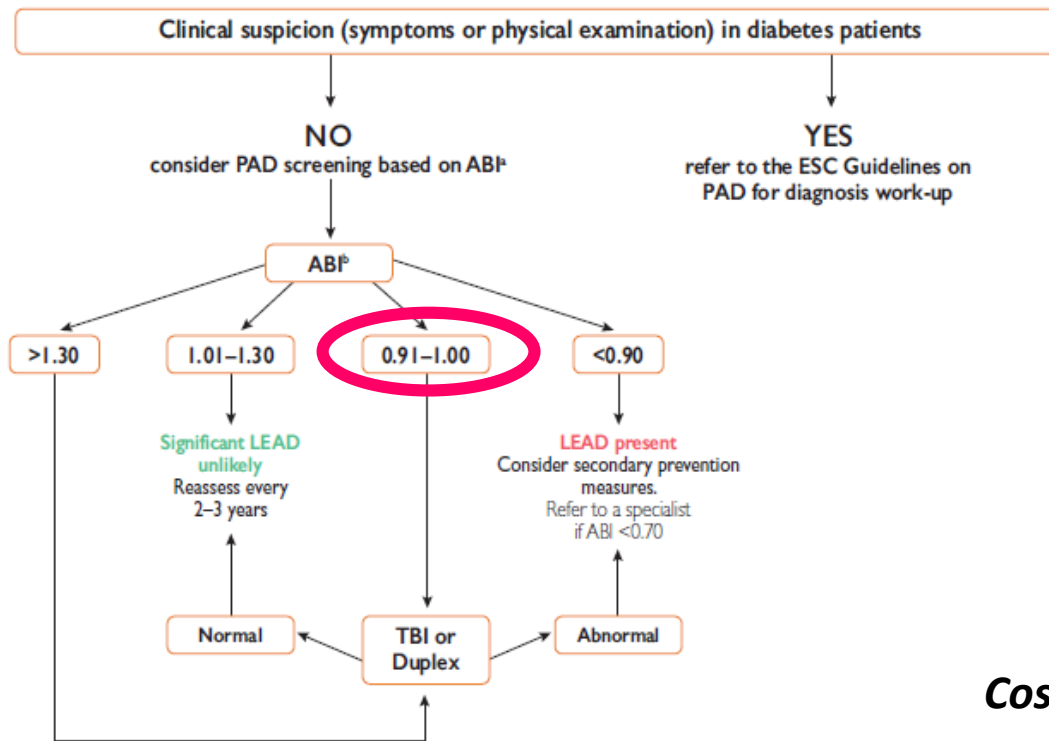 Clinical suspicion (symptoms or physical examination) in diabetes patients
NO
consider PAD screening based on ABIᵃ
YES
refer to the ESC Guidelines on
PAD for diagnosis work-up
ABIᵇ
>1.30
1.01–1.30
0.91–1.00
<0.90
Significant LEAD
unlikely
Reassess every
2–3 years
LEAD present
Consider secondary prevention
measures.
Refer to a specialist
if ABI <0.70
Normal
TBI or
Duplex
Abnormal
Cos